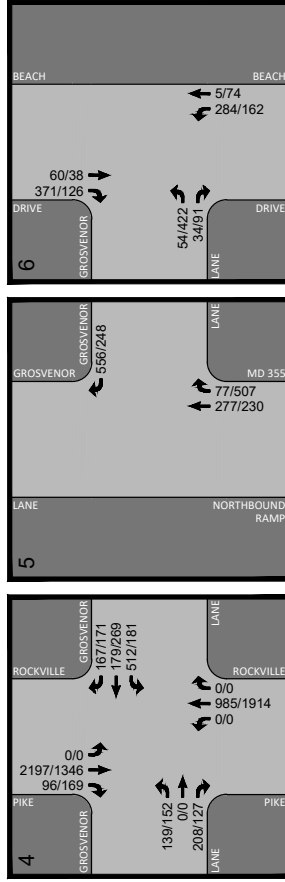 6
DRIVE
BEACH
GROSVENOR
60/38
371/126
54/422
34/91
5/74
284/162
LANE
DRIVE
BEACH
5
LANE
GROSVENOR
GROSVENOR
556/248
77/507
277/230
LANE
NORTHBOUND
RAMP
MD 355
4
PIKE
ROCKVILLE
GROSVENOR
GROSVENOR
0/0
2197/1346
96/169
167/171
179/269
512/181
139/152
0/0
208/127
0/0
985/1914
0/0
LANE
LANE
PIKE
ROCKVILLE